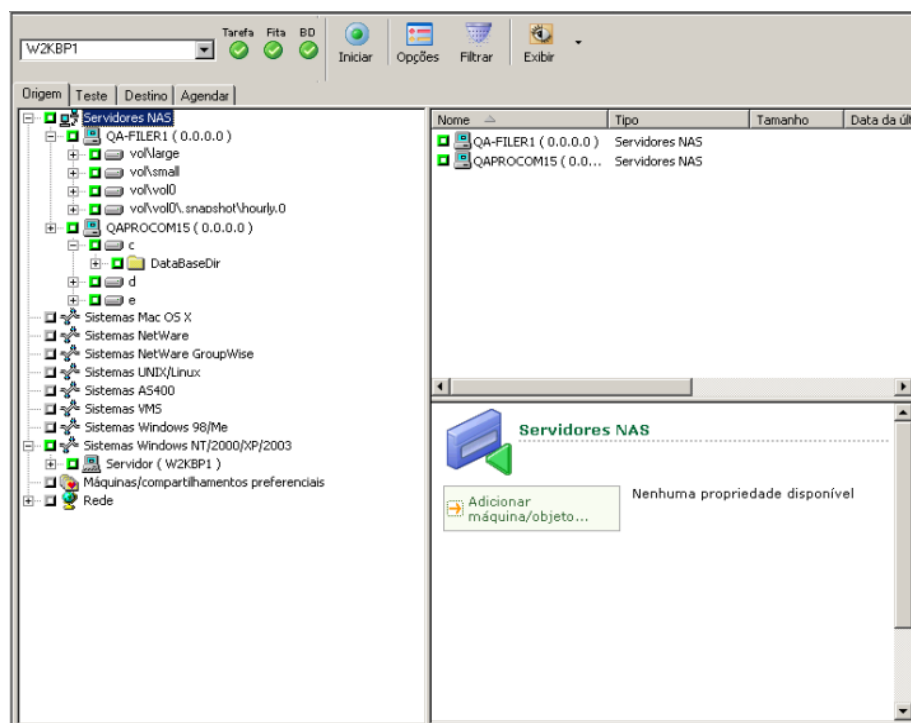 W2KBP1
Tarefa Fita BD
Iniciar Opções Filtrar Exibir
Origem Teste Destino Agendar
Servidores NAS
QA-FILER1 ( 0.0.0.0 )
vol\large
vol\small
vol\vol0
vol\vol0\.snapshot\hourly.0
QAPROCOM15 ( 0.0.0.0 )
c
DataBaseDir
d
e
Sistemas Mac OS X
Sistemas NetWare
Sistemas NetWare GroupWise
Sistemas UNIX/Linux
Sistemas AS400
Sistemas VMS
Sistemas Windows 98/Me
Sistemas Windows NT/2000/XP/2003
Servidor ( W2KBP1 )
Máquinas/compartilhamentos preferenciais
Rede
Nome Tipo Tamanho Data da últ
QA-FILER1 ( 0.0.0.0 ) Servidores NAS
QAPROCOM15 ( 0.0... Servidores NAS
Servidores NAS
Adicionar
máquina/objeto...
Nenhuma propriedade disponível